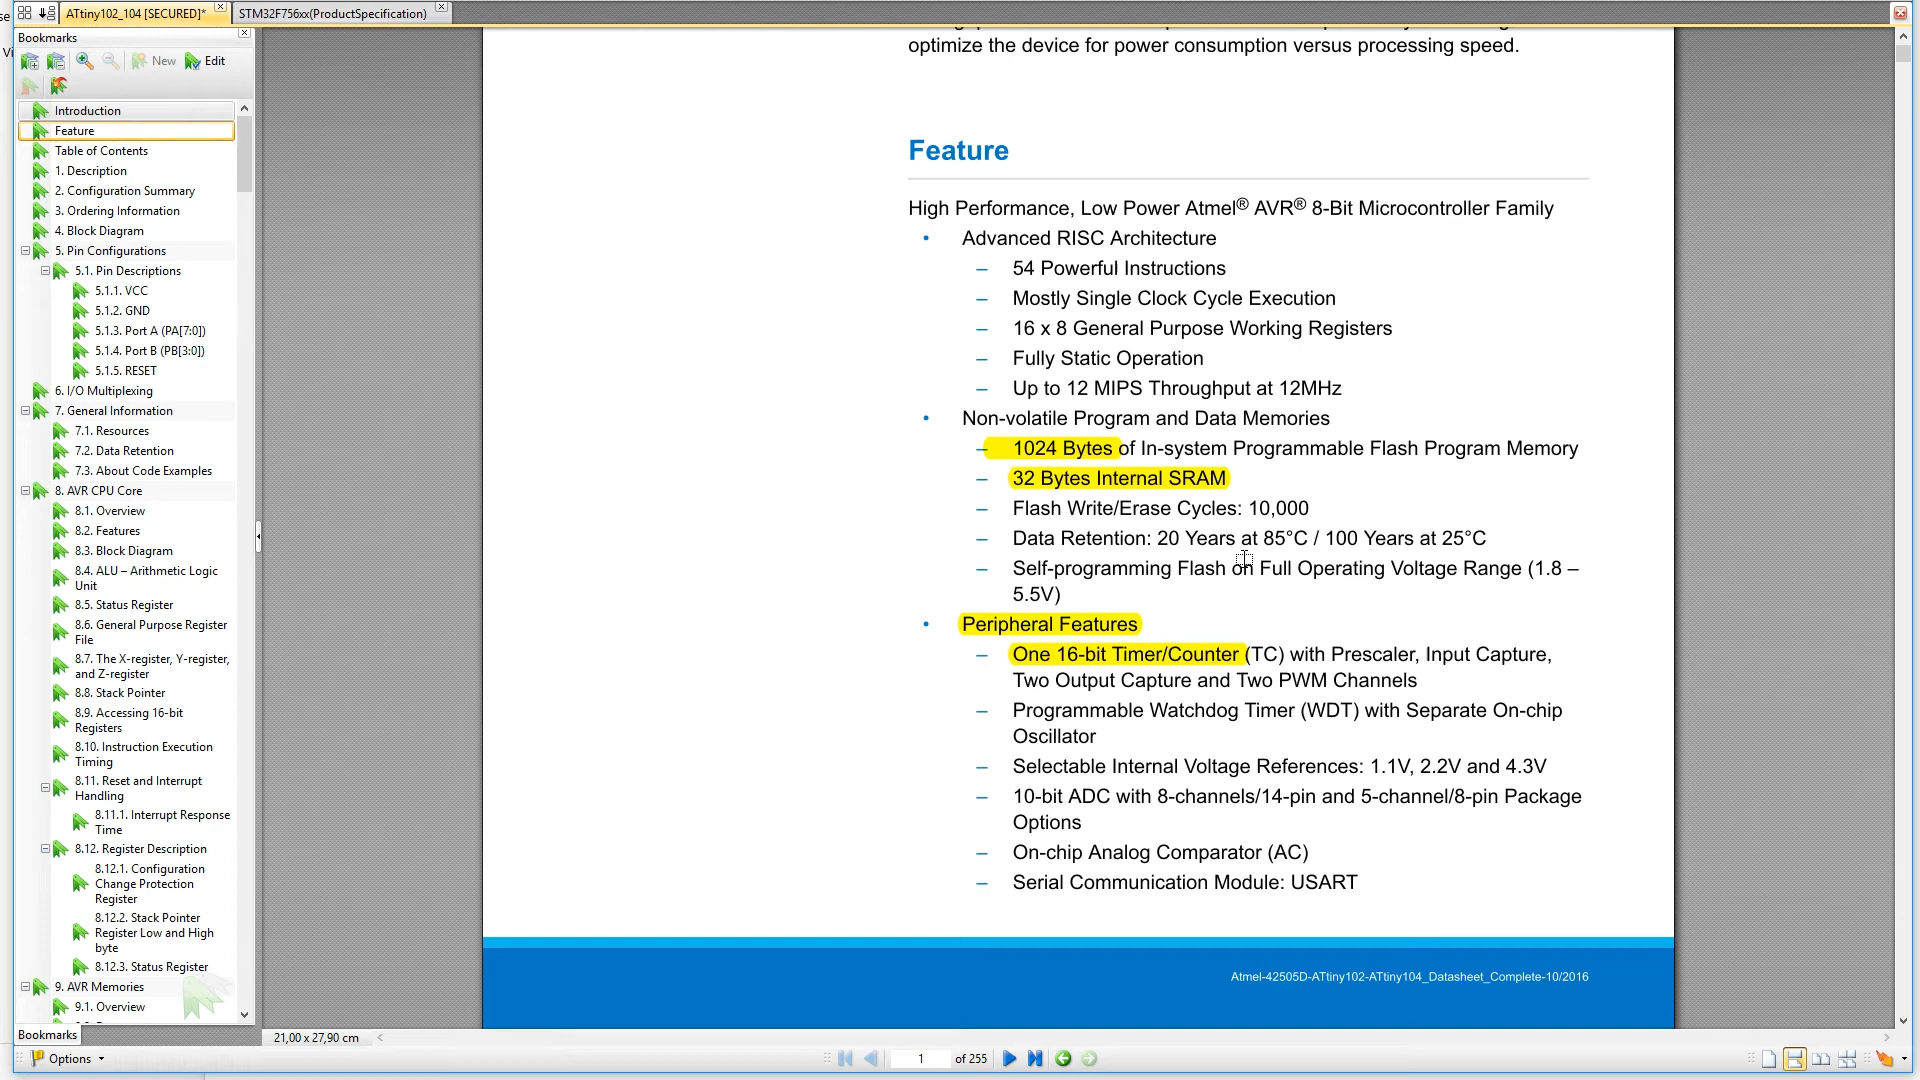 ATtiny102_104 [SECURED]*
STM32F756xx(ProductSpecification)
Bookmarks
New
Edit
Introduction
Feature
Table of Contents
1. Description
2. Configuration Summary
3. Ordering Information
4. Block Diagram
5. Pin Configurations
5.1. Pin Descriptions
5.1.1. VCC
5.1.2. GND
5.1.3. Port A (PA[7:0])
5.1.4. Port B (PB[3:0])
5.1.5. RESET
6. I/O Multiplexing
7. General Information
7.1. Resources
7.2. Data Retention
7.3. About Code Examples
8. AVR CPU Core
8.1. Overview
8.2. Features
8.3. Block Diagram
8.4. ALU – Arithmetic Logic
Unit
8.5. Status Register
8.6. General Purpose Register
File
8.7. The X-register, Y-register,
and Z-register
8.8. Stack Pointer
8.9. Accessing 16-bit
Registers
8.10. Instruction Execution
Timing
8.11. Reset and Interrupt
Handling
8.11.1. Interrupt Response
Time
8.12. Register Description
8.12.1. Configuration
Change Protection
Register
8.12.2. Stack Pointer
Register Low and High
byte
8.12.3. Status Register
9. AVR Memories
9.1. Overview
Bookmarks
Options
optimize the device for power consumption versus processing speed.
Feature
High Performance, Low Power Atmel® AVR® 8-Bit Microcontroller Family
• Advanced RISC Architecture
– 54 Powerful Instructions
– Mostly Single Clock Cycle Execution
– 16 x 8 General Purpose Working Registers
– Fully Static Operation
– Up to 12 MIPS Throughput at 12MHz
• Non-volatile Program and Data Memories
– 1024 Bytes of In-system Programmable Flash Program Memory
– 32 Bytes Internal SRAM
– Flash Write/Erase Cycles: 10,000
– Data Retention: 20 Years at 85°C / 100 Years at 25°C
– Self-programming Flash on Full Operating Voltage Range (1.8 –
5.5V)
• Peripheral Features
– One 16-bit Timer/Counter (TC) with Prescaler, Input Capture,
Two Output Capture and Two PWM Channels
– Programmable Watchdog Timer (WDT) with Separate On-chip
Oscillator
– Selectable Internal Voltage References: 1.1V, 2.2V and 4.3V
– 10-bit ADC with 8-channels/14-pin and 5-channel/8-pin Package
Options
– On-chip Analog Comparator (AC)
– Serial Communication Module: USART
Atmel-42505D-ATtiny102-ATtiny104_Datasheet_Complete-10/2016
21,00 x 27,90 cm
1 of 255